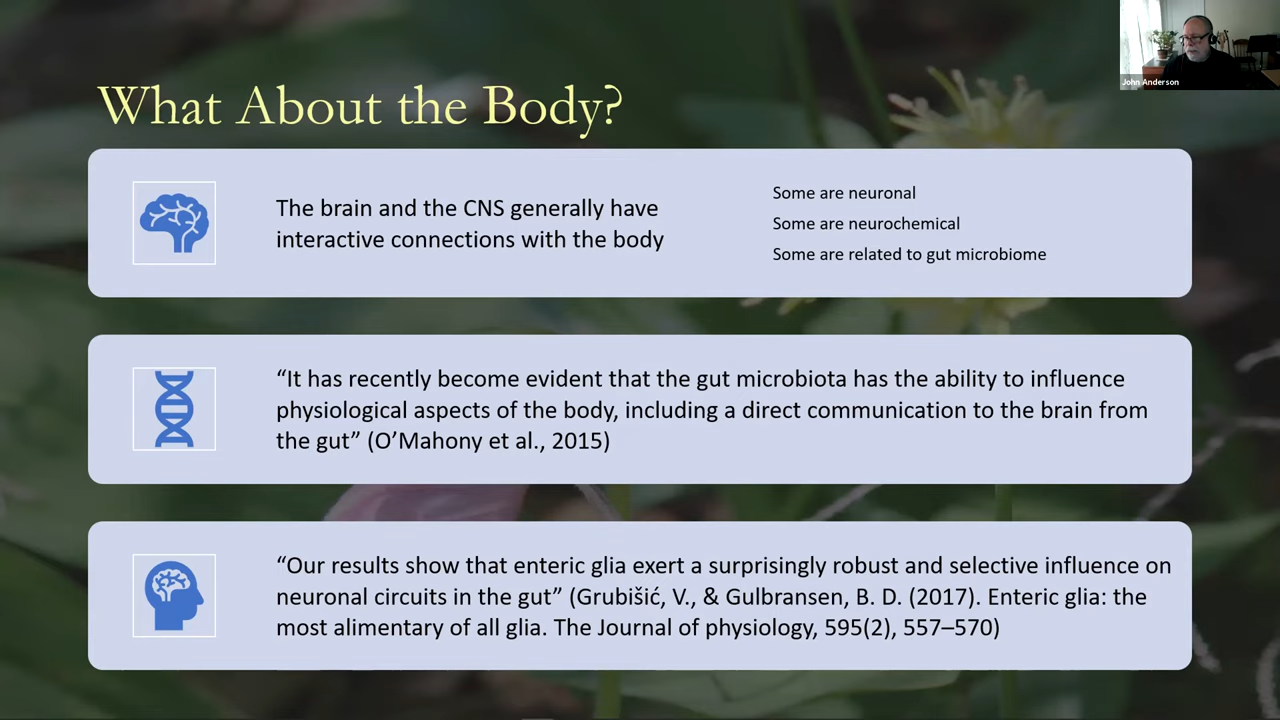 John Anderson
What About the Body?
The brain and the CNS generally have
interactive connections with the body
Some are neuronal
Some are neurochemical
Some are related to gut microbiome
“It has recently become evident that the gut microbiota has the ability to influence
physiological aspects of the body, including a direct communication to the brain from
the gut” (O’Mahony et al., 2015)
“Our results show that enteric glia exert a surprisingly robust and selective influence on
neuronal circuits in the gut” (Grubišić, V., & Gulbransen, B. D. (2017). Enteric glia: the
most alimentary of all glia. The Journal of physiology, 595(2), 557–570)